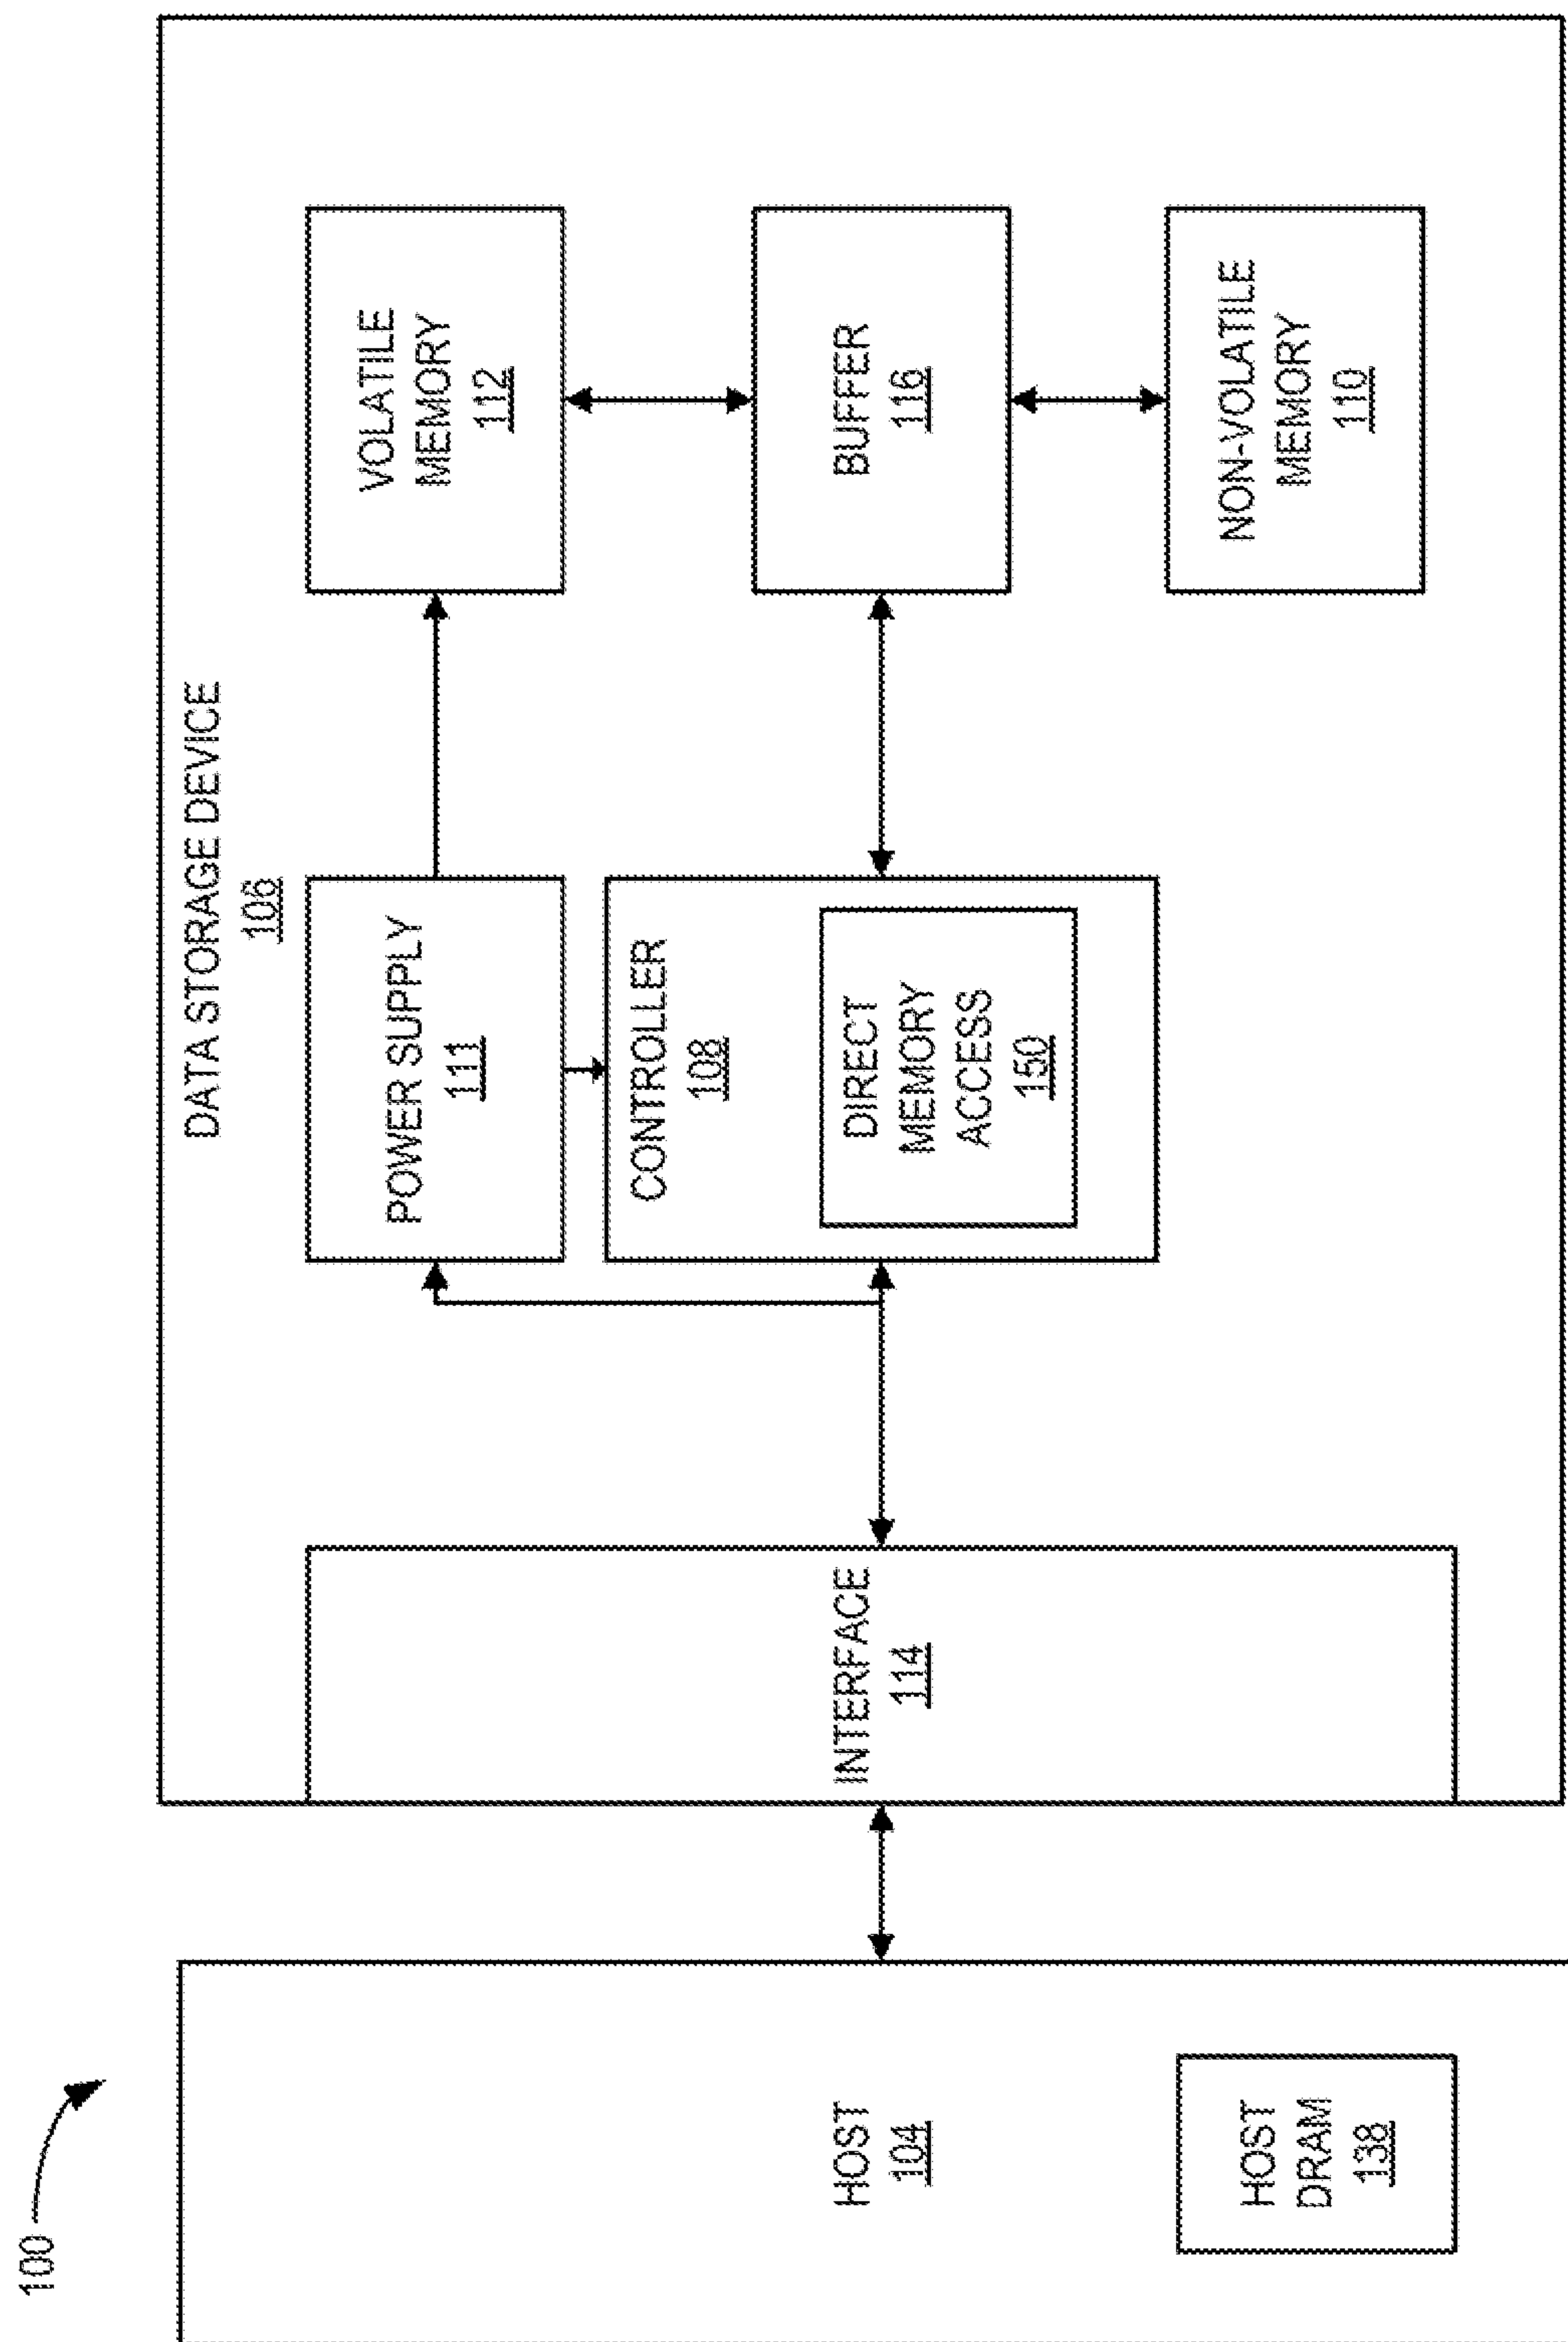 100
HOST
104
HOST
DRAM
138
DATA STORAGE DEVICE
106
INTERFACE
114
POWER SUPPLY
111
CONTROLLER
108
DIRECT
MEMORY
ACCESS
150
VOLATILE
MEMORY
112
BUFFER
116
NON-VOLATILE
MEMORY
110